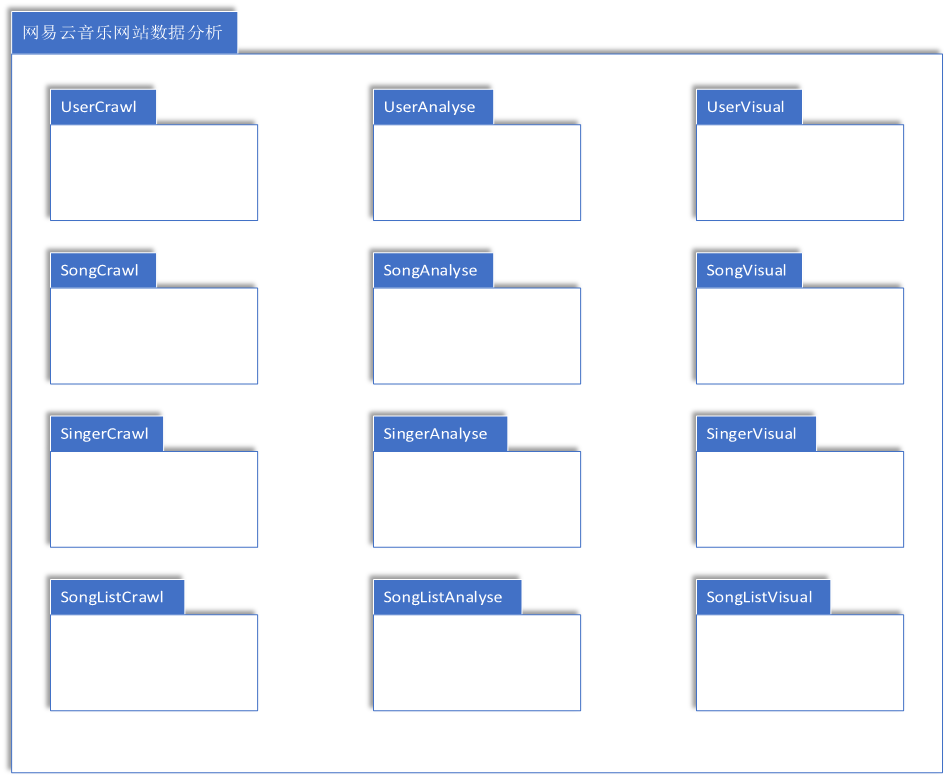 网易云音乐网站数据分析
UserCrawl
UserAnalyse
UserVisual
SongCrawl
SongAnalyse
SongVisual
SingerCrawl
SingerAnalyse
SingerVisual
SongListCrawl
SongListAnalyse
SongListVisual